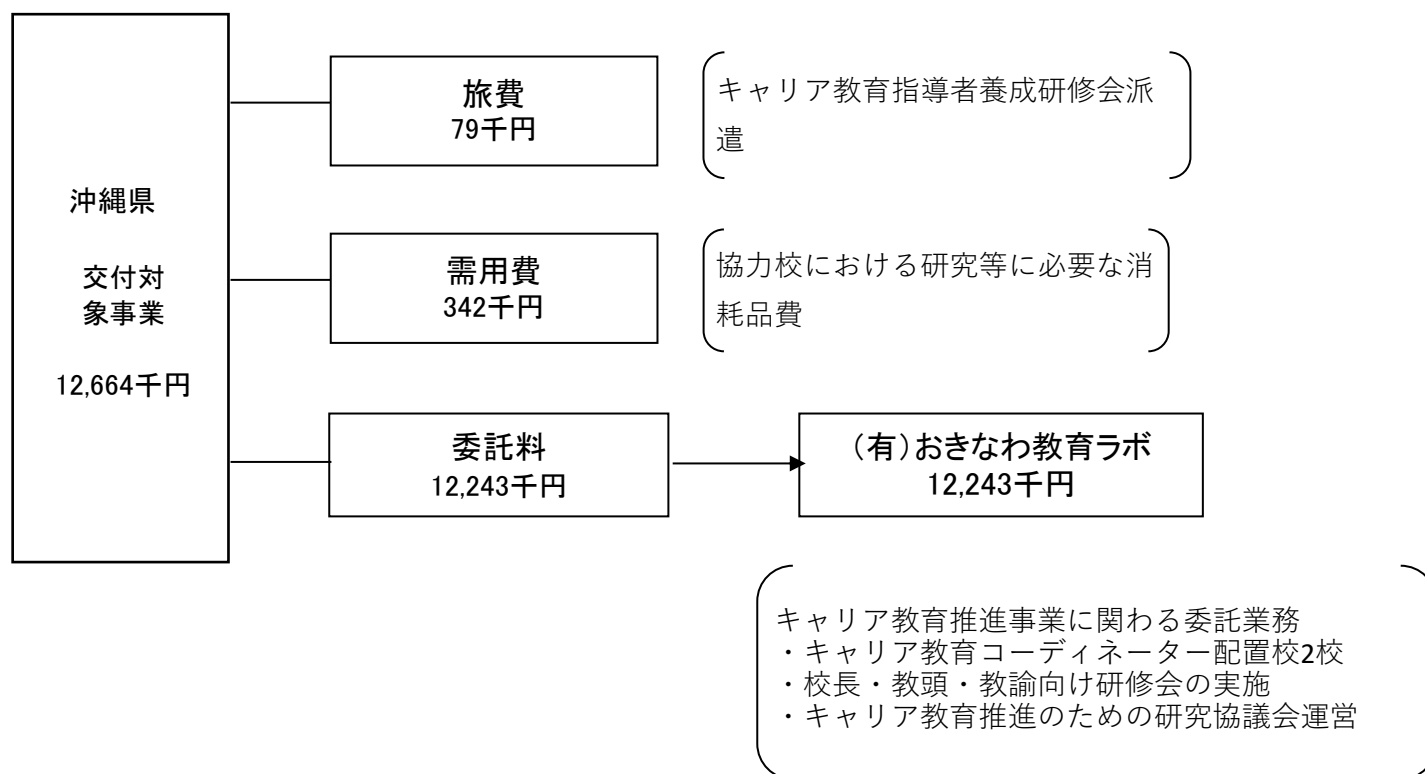 沖縄県
交付対
象事業
12,664千円
旅費
79千円
キャリア教育指導者養成研修会派
遣
需用費
342千円
協力校における研究等に必要な消
耗品費
委託料
12,243千円
（有）おきなわ教育ラボ
12,243千円
キャリア教育推進事業に関わる委託業務
・キャリア教育コーディネーター配置校2校
・校長・教頭・教諭向け研修会の実施
・キャリア教育推進のための研究協議会運営